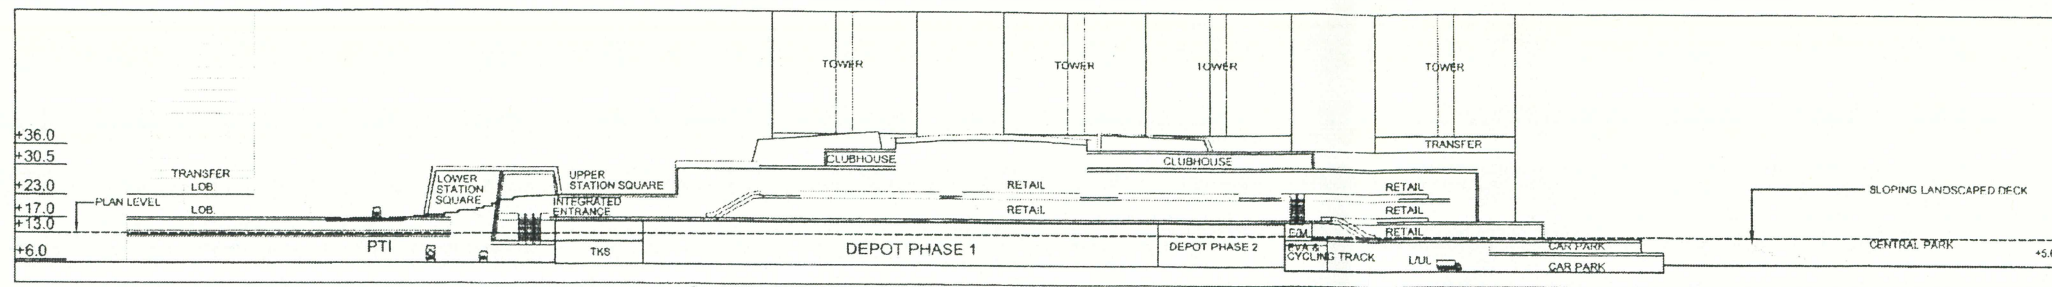 TOWER
TOWER
TOWER
TOWER
+36.0
+30.5
+23.0
+17.0
+13.0
+6.0
TRANSFER
CLUBHOUSE
CLUBHOUSE
TRANSFER
LOB
LOB
PLAN LEVEL
LOWER
STATION
SQUARE
UPPER
STATION SQUARE
INTEGRATED
ENTRANCE
RETAIL
RETAIL
RETAIL
RETAIL
RETAIL
SLOPING LANDSCAPED DECK
PTI
TKS
DEPOT PHASE 1
DEPOT PHASE 2
EVA &
CYCLING TRACK
L/UL
CAR PARK
CAR PARK
CENTRAL PARK